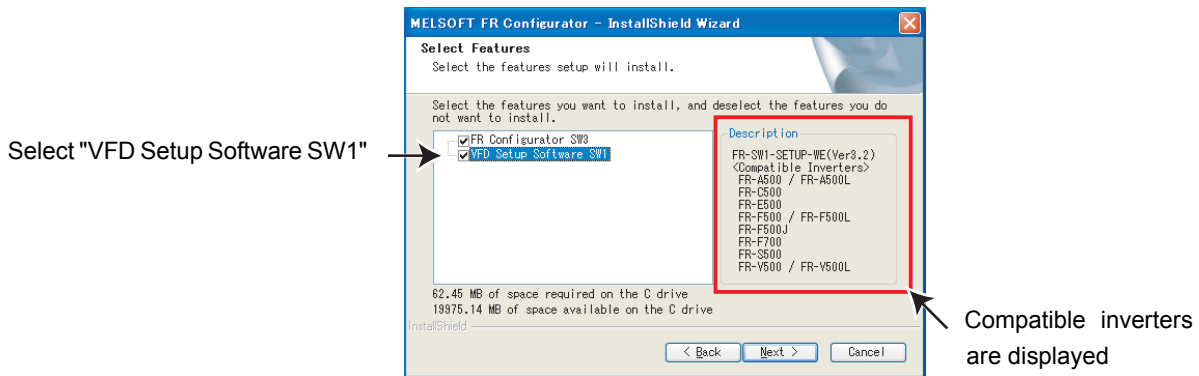 MELSOFT FR Configurator - InstallShield Wizard
Select Features
Select the features setup will install.
Select the features you want to install, and deselect the features you do
not want to install.
Select "VFD Setup Software SW1"
FR Configurator SW3
VFD Setup Software SW1
Description
FR-SW1-SETUP-WE(Ver3.2)
<Compatible Inverters>
FR-A500 / FR-A500L
FR-C500
FR-E500
FR-F500 / FR-F500L
FR-F500J
FR-F700
FR-S500
FR-V500 / FR-V500L
62.45 MB of space required on the C drive
19975.14 MB of space available on the C drive
InstallShield
< Back
Next >
Cancel
Compatible inverters
are displayed